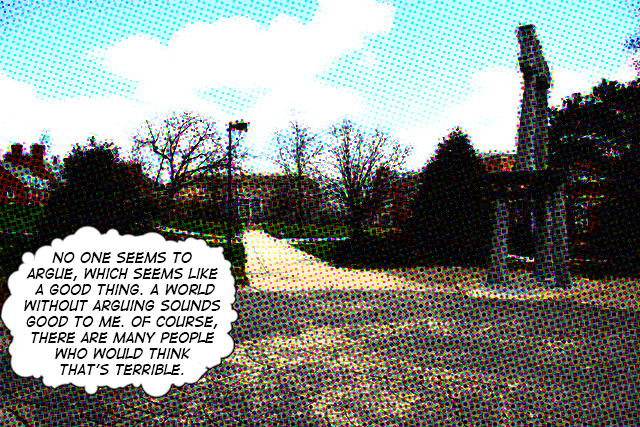 NO ONE SEEMS TO
ARGUE, WHICH SEEMS LIKE
A GOOD THING. A WORLD
WITHOUT ARGUING SOUNDS
GOOD TO ME. OF COURSE,
THERE ARE MANY PEOPLE
WHO WOULD THINK
THAT'S TERRIBLE.